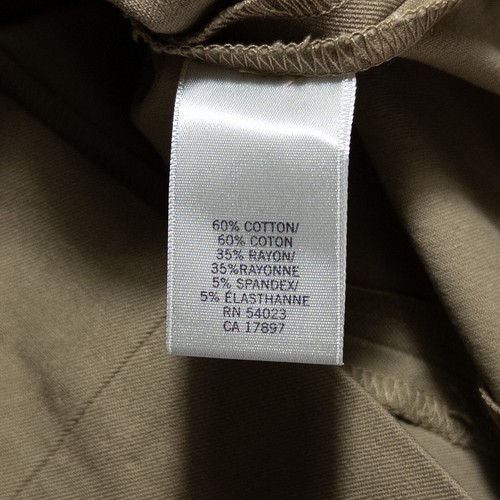 60% COTTON/
60% COTON
35% RAYON/
35%RAYONNE
5% SPANDEX/
5% ÉLASTHANNE
RN 54023
CA 17897